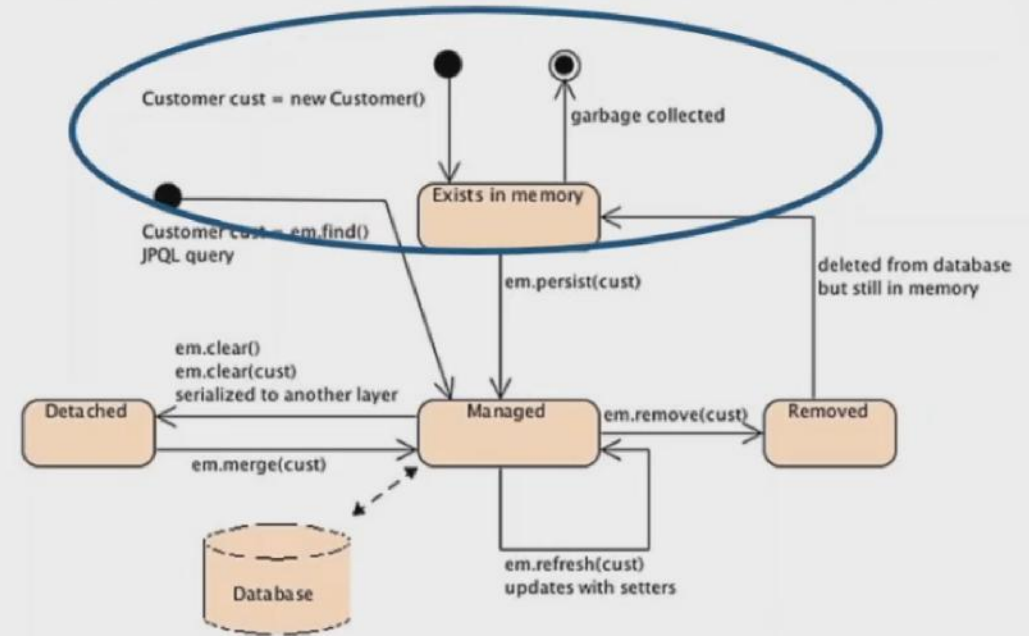 Customer cust = new Customer()
garbage collected
Exists in memory
Customer cust = em.find()
JPQL query
em.persist(cust)
deleted from database
but still in memory
em.clear()
em.clear(cust)
serialized to another layer
Detached
Managed
em.remove(cust)
Removed
em.merge(cust)
em.refresh(cust)
updates with setters
Database